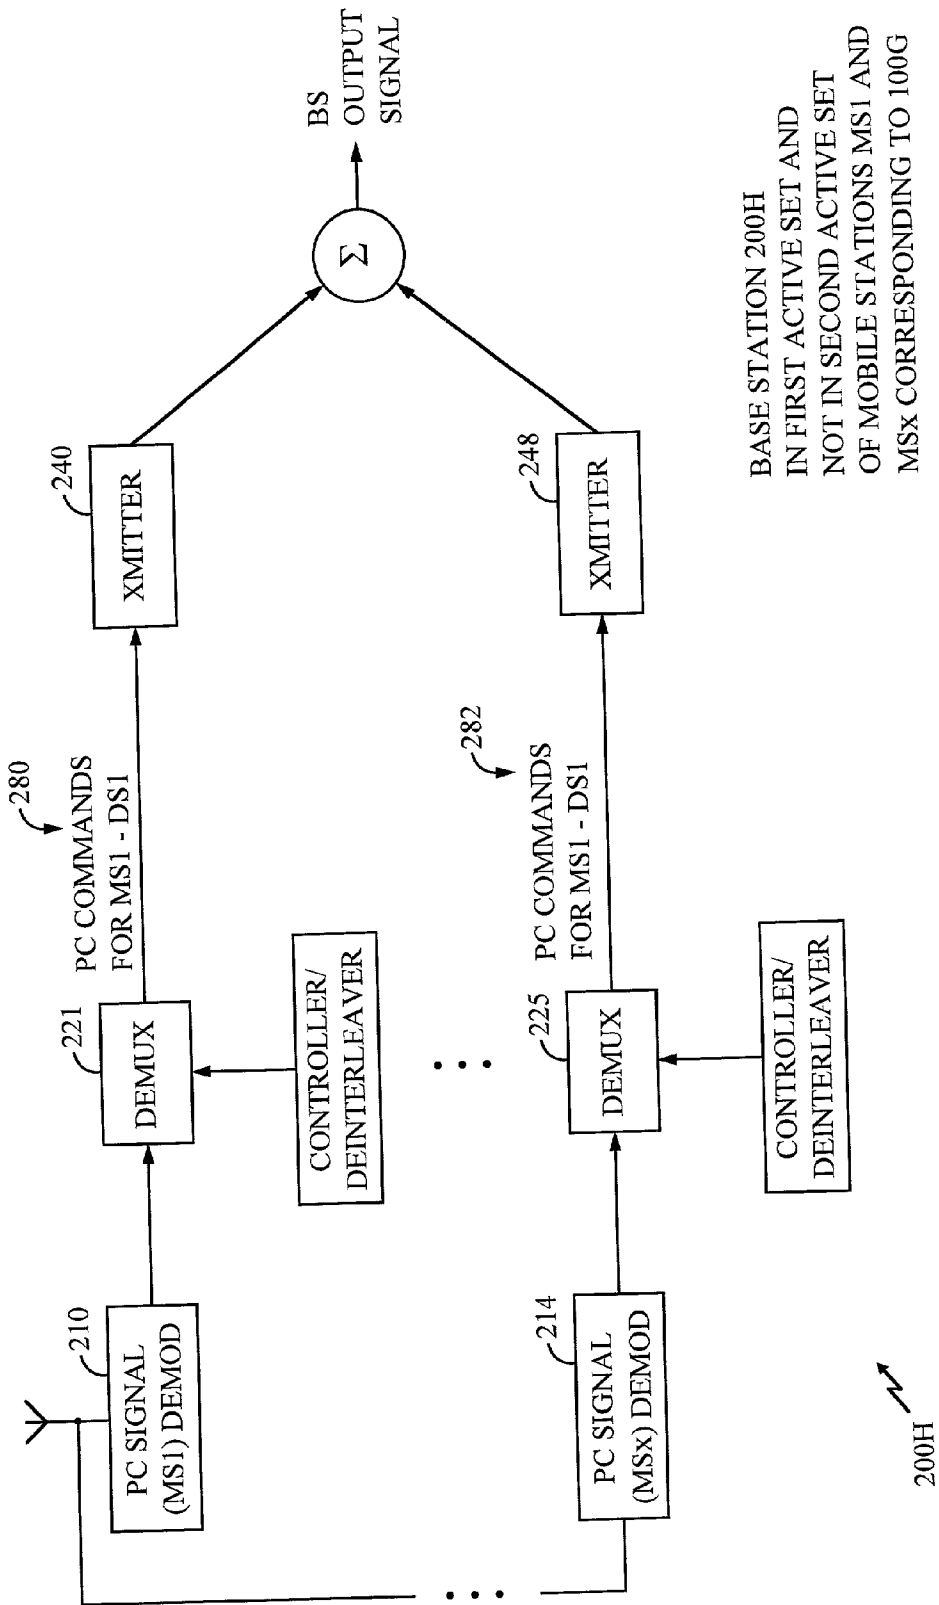 210
PC SIGNAL
(MS1) DEMOD
221
DEMUX
CONTROLLER/
DEINTERLEAVER
280
PC COMMANDS
FOR MS1 - DS1
240
XMITTER
Σ
BS
OUTPUT
SIGNAL
• • •
• • •
214
PC SIGNAL
(MSx) DEMOD
225
DEMUX
CONTROLLER/
DEINTERLEAVER
282
PC COMMANDS
FOR MS1 - DS1
248
XMITTER
200H
BASE STATION 200H
IN FIRST ACTIVE SET AND
NOT IN SECOND ACTIVE SET
OF MOBILE STATIONS MS1 AND
MSx CORRESPONDING TO 100G